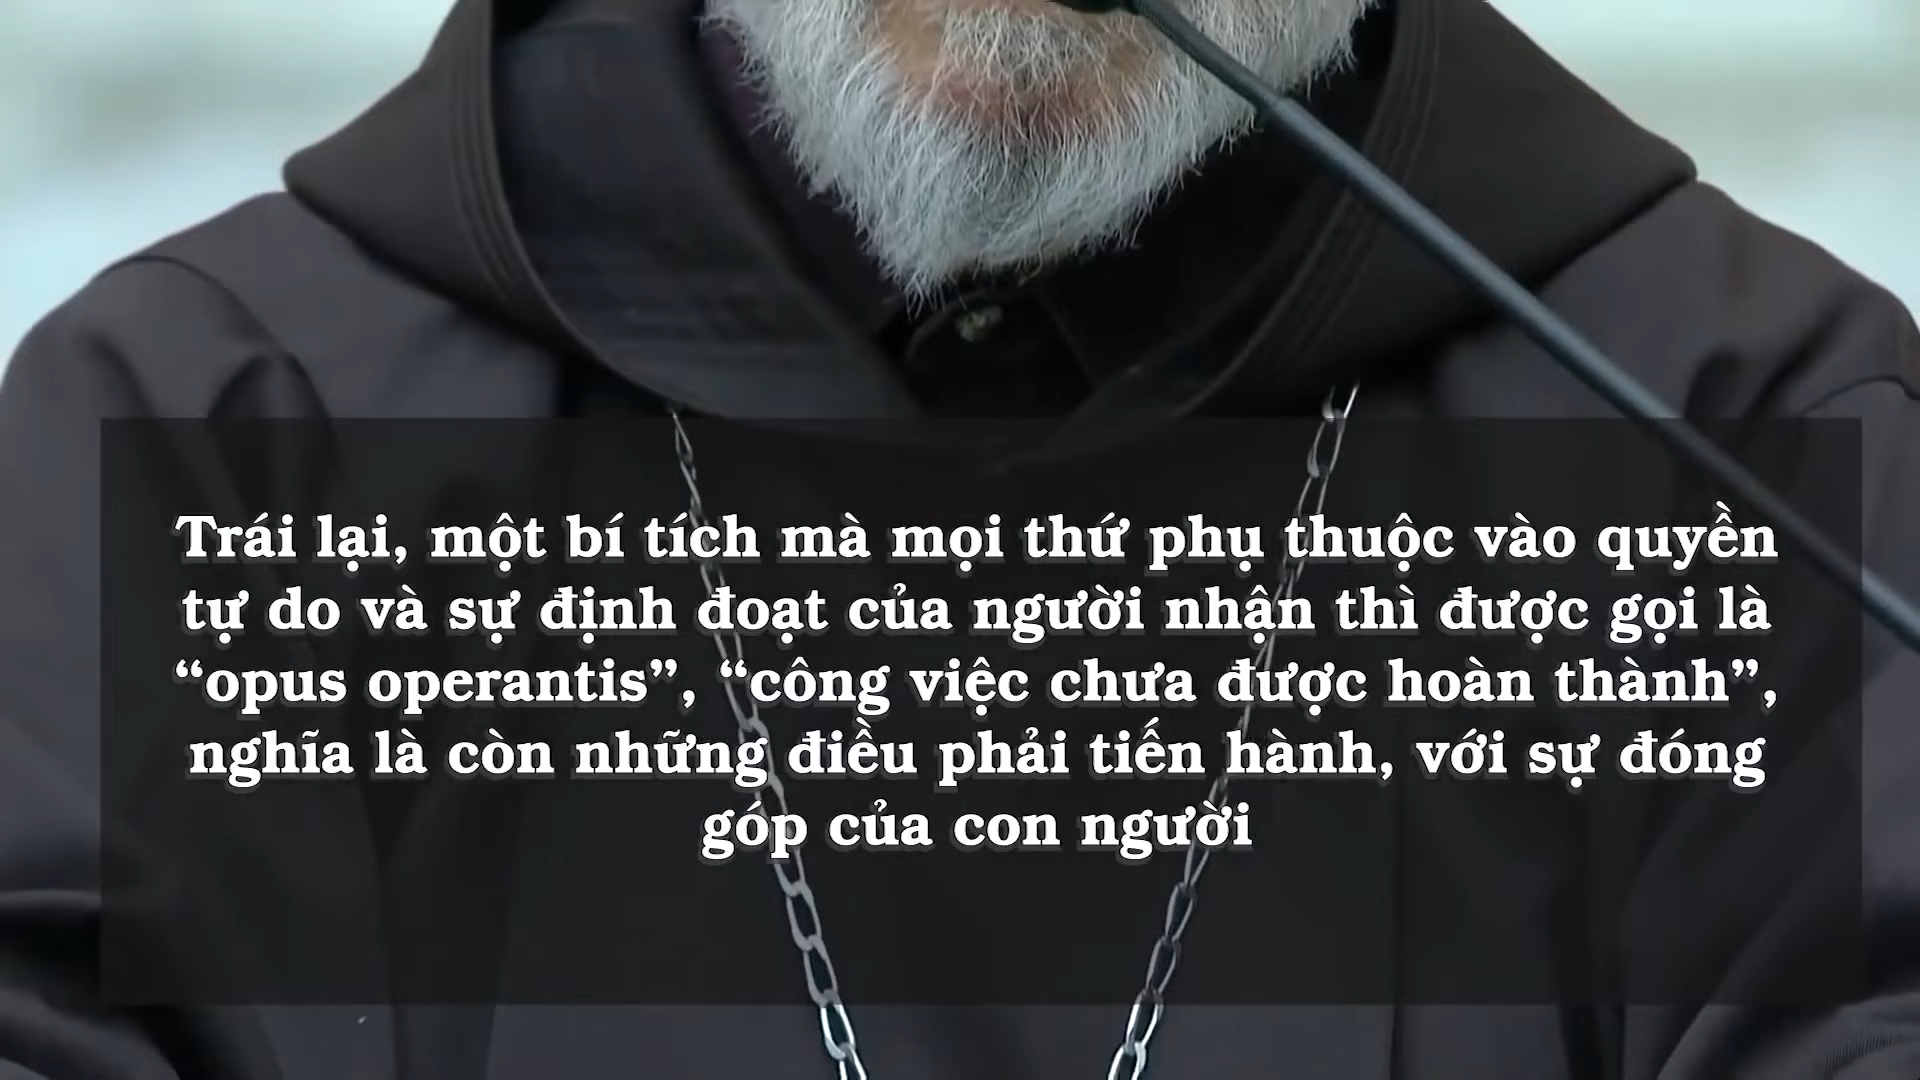 Trái lại, một bí tích mà mọi thứ phụ thuộc vào quyền
tự do và sự định đoạt của người nhận thì được gọi là
“opus operantis”, “công việc chưa được hoàn thành”,
nghĩa là còn những điều phải tiến hành, với sự đóng
góp của con người